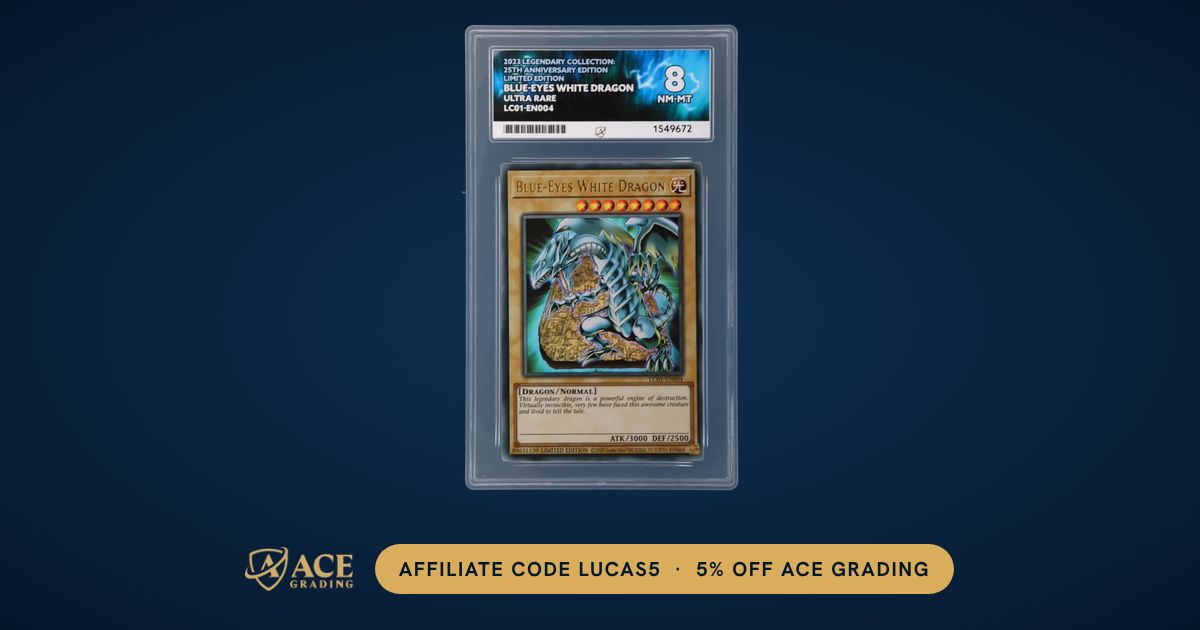 2023 LEGENDARY COLLECTION:
25TH ANNIVERSARY EDITION
LIMITED EDITION
BLUE-EYES WHITE DRAGON
ULTRA RARE
LC01-EN004
8
NM-MT
1549672
BLUE-EYES WHITE DRAGON
LC01-EN004
[DRAGON/NORMAL]
This legendary dragon is a powerful engine of destruction.
Virtually invincible, very few have faced this awesome creature
and lived to tell the tale.
ATK/3000 DEF/2500
LIMITED EDITION
ACE
GRADING
AFFILIATE CODE LUCAS5 · 5% OFF ACE GRADING